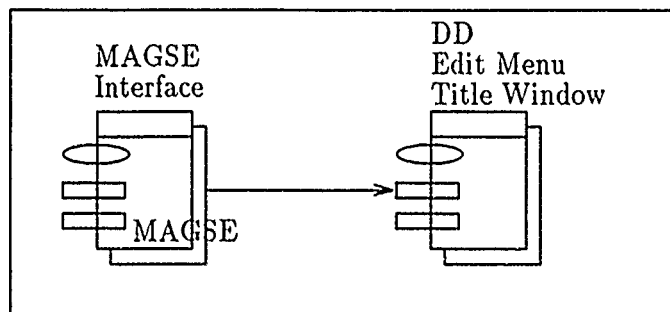 MAGSE
Interface
MAGSE
DD
Edit Menu
Title Window